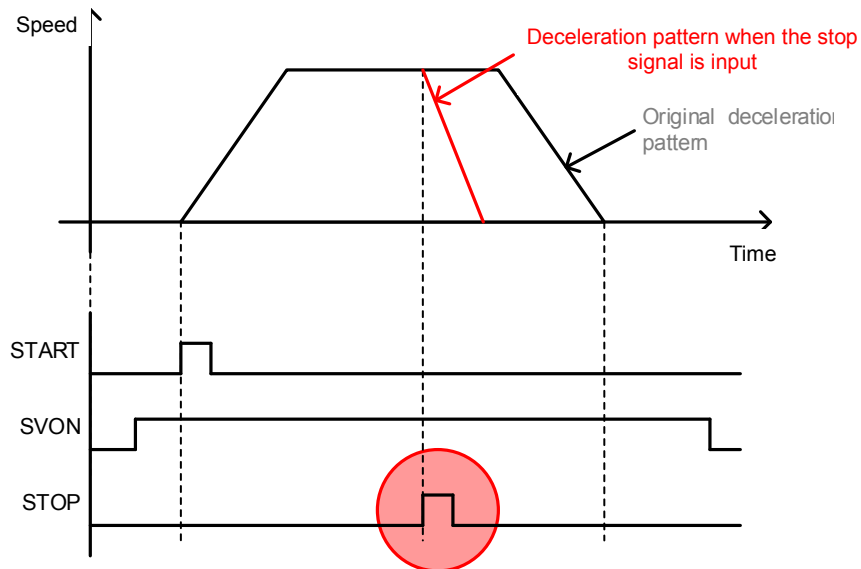 Speed
Deceleration pattern when the stop
signal is input
Original deceleration
pattern
Time
START
SVON
STOP